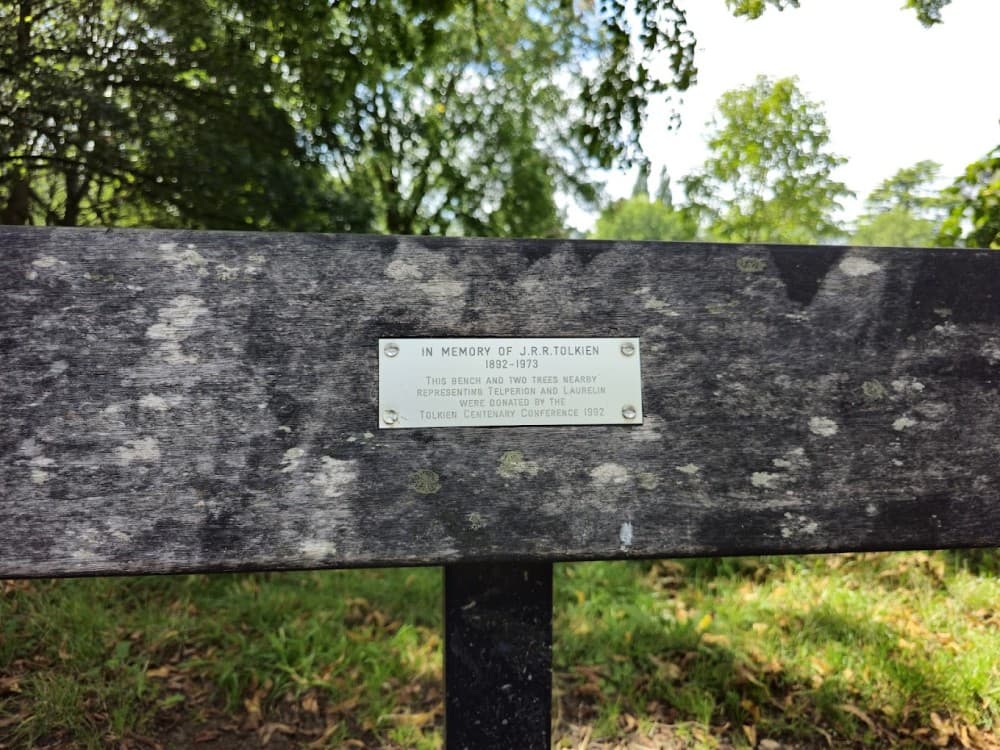 IN MEMORY OF J.R.R.TOLKIEN
1892-1973
THIS BENCH AND TWO TREES NEARBY
REPRESENTING TELPERION AND LAURELIN
WERE DONATED BY THE
TOLKIEN CENTENARY CONFERENCE 1992